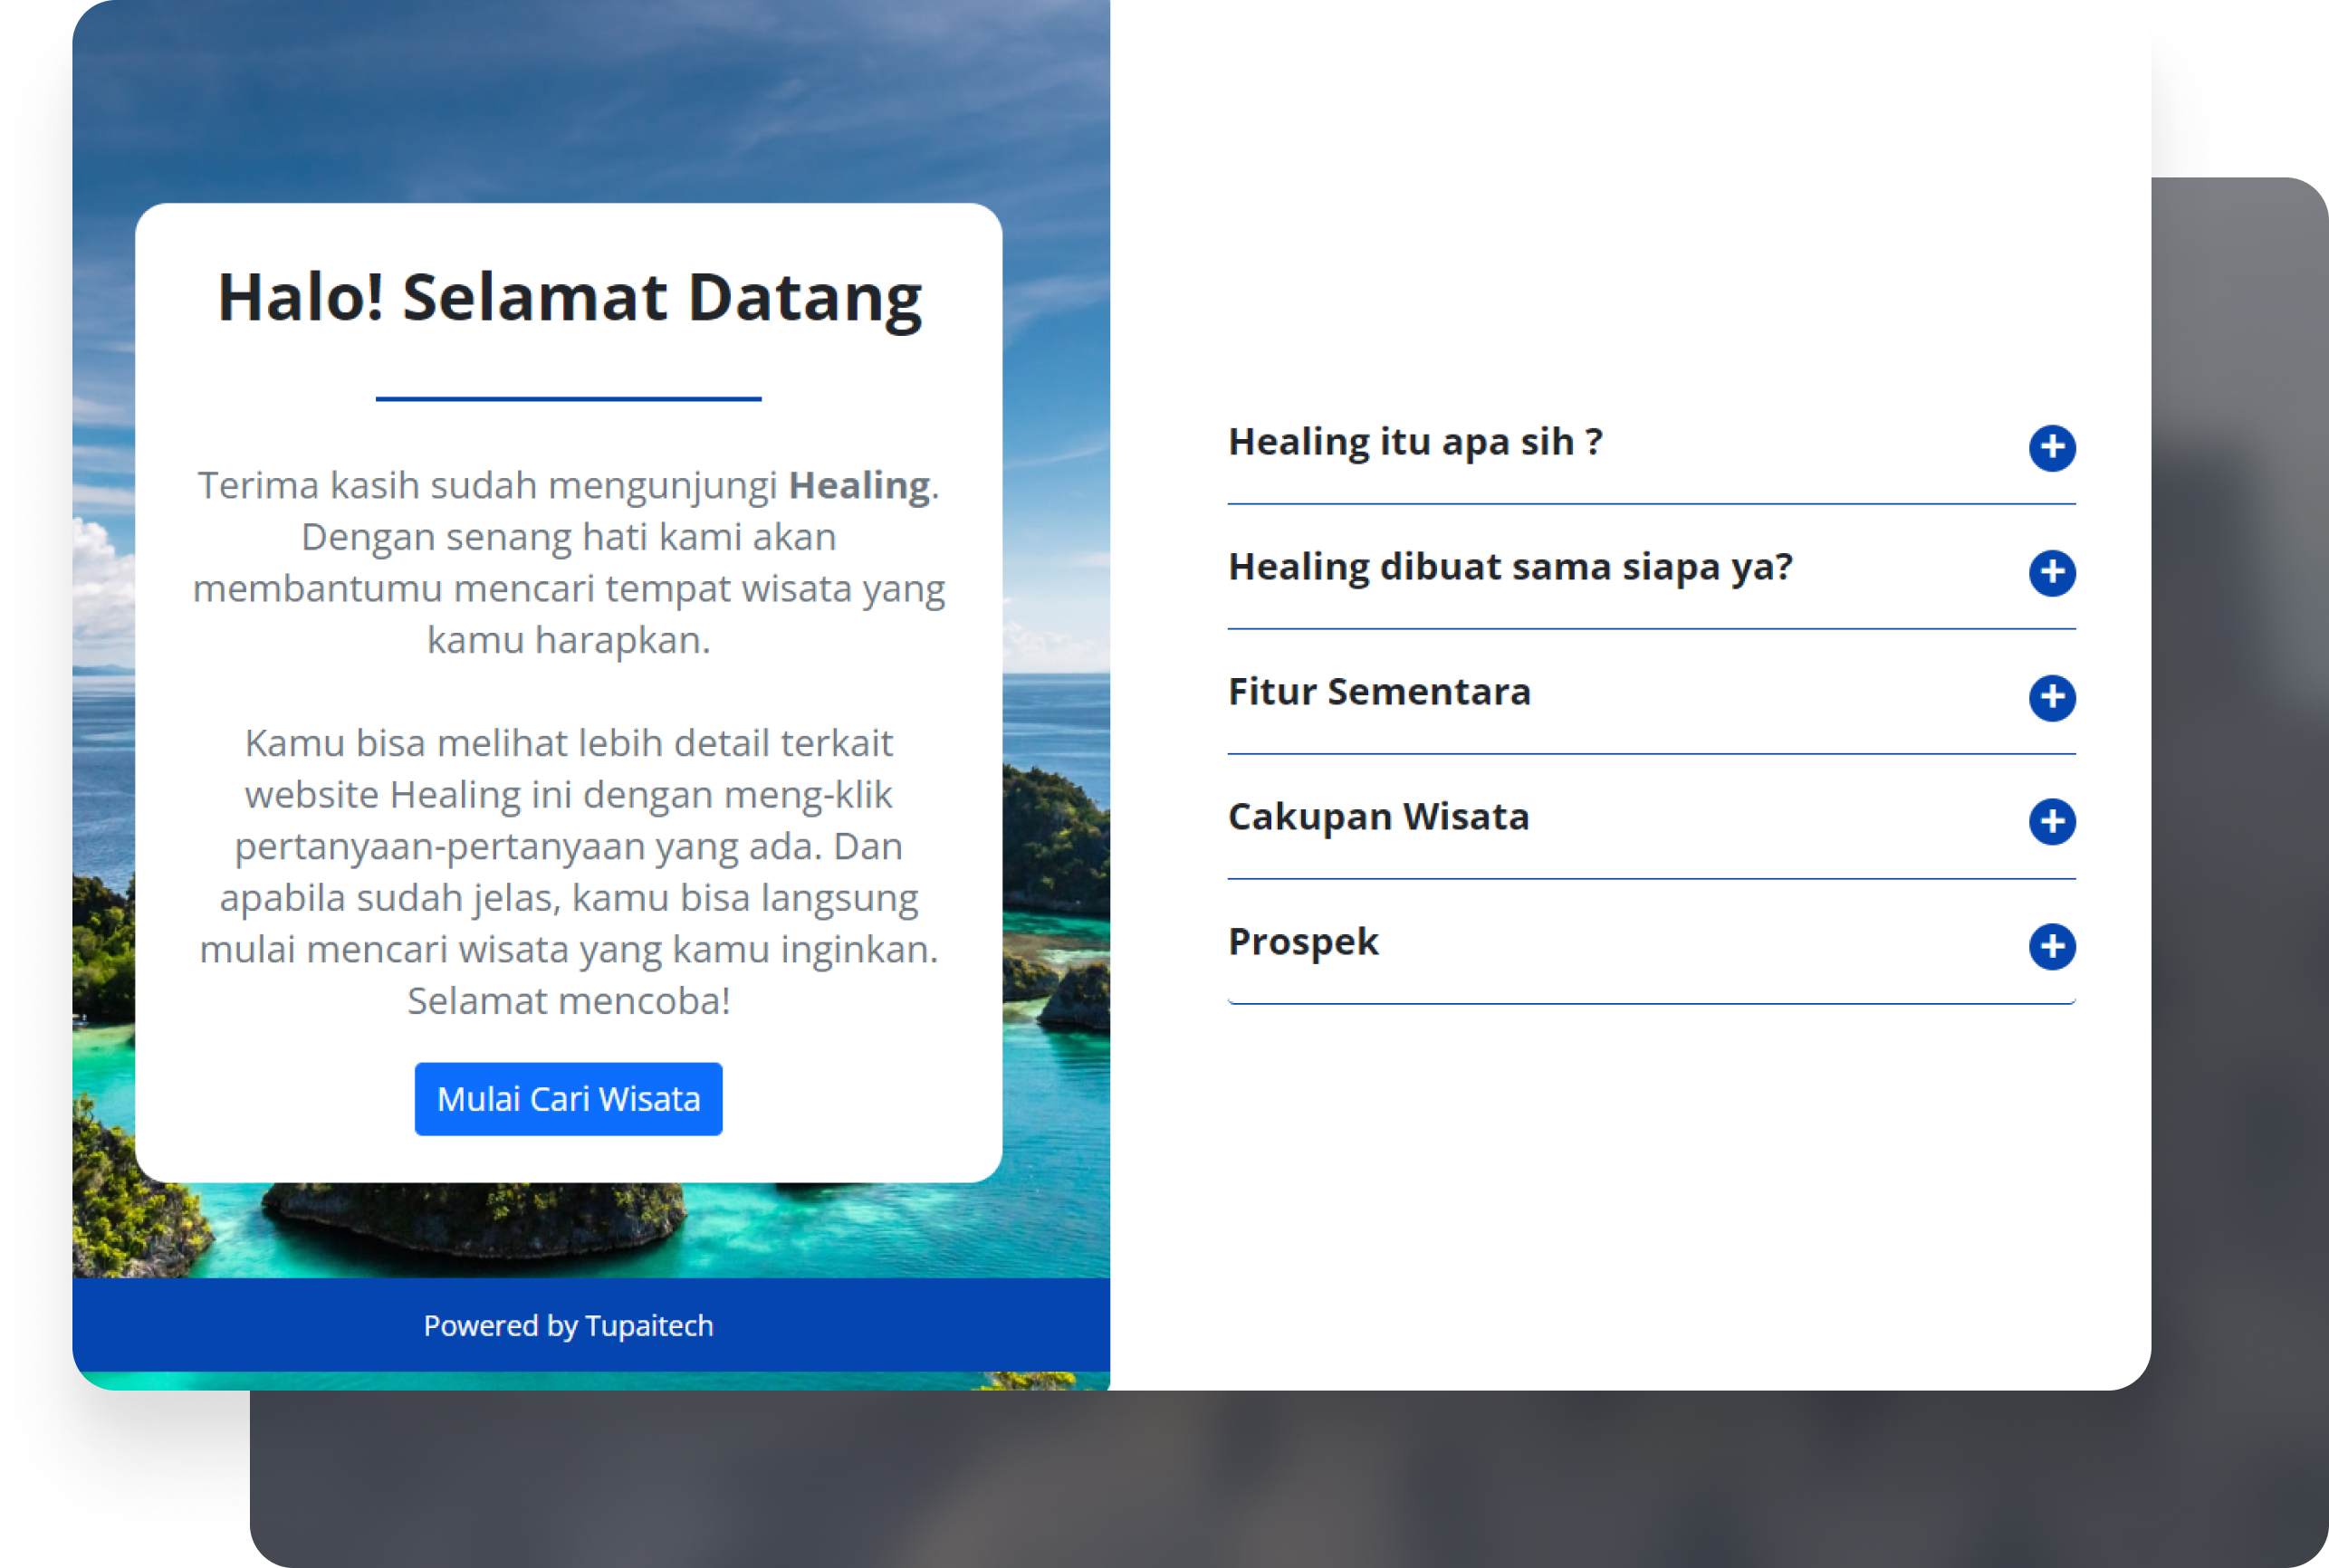 Halo! Selamat Datang
Terima kasih sudah mengunjungi Healing.
Dengan senang hati kami akan
membantumu mencari tempat wisata yang
kamu harapkan.
Kamu bisa melihat lebih detail terkait
website Healing ini dengan meng-klik
pertanyaan-pertanyaan yang ada. Dan
apabila sudah jelas, kamu bisa langsung
mulai mencari wisata yang kamu inginkan.
Selamat mencoba!
Mulai Cari Wisata
Powered by Tupaitech
Healing itu apa sih ?
Healing dibuat sama siapa ya?
Fitur Sementara
Cakupan Wisata
Prospek